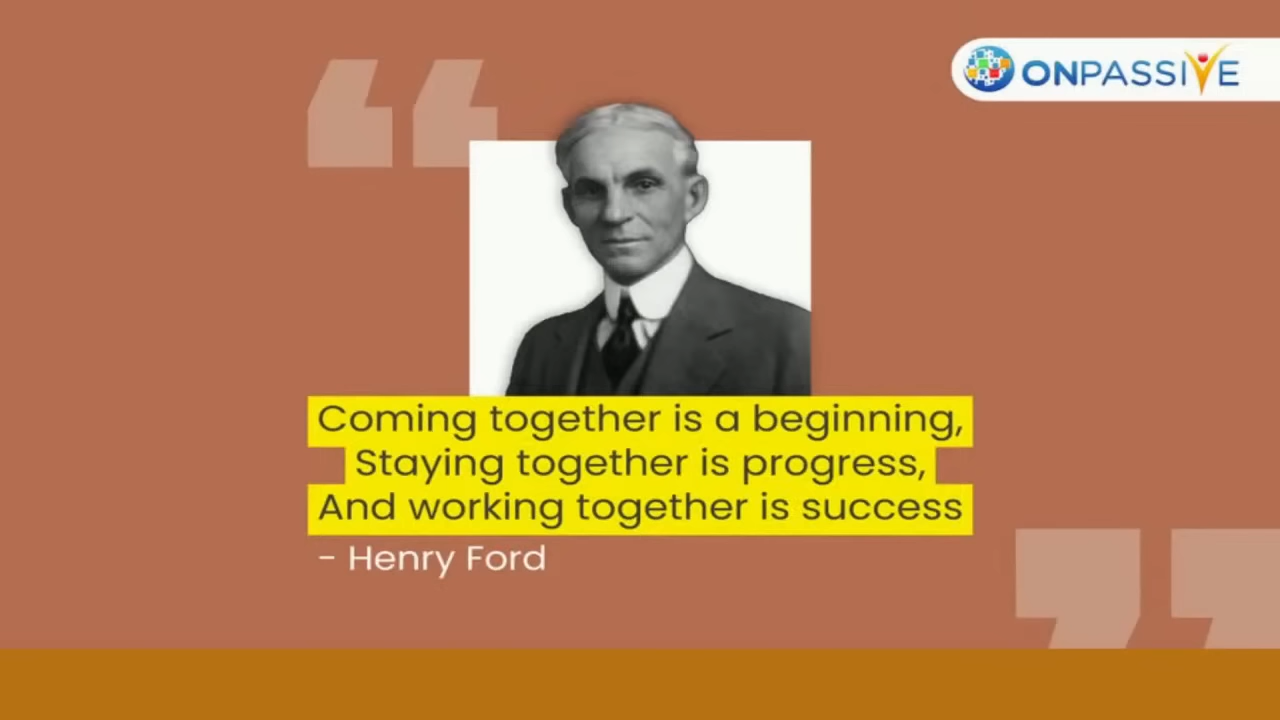 ONPASSIVE
Coming together is a beginning,
Staying together is progress,
And working together is success
- Henry Ford